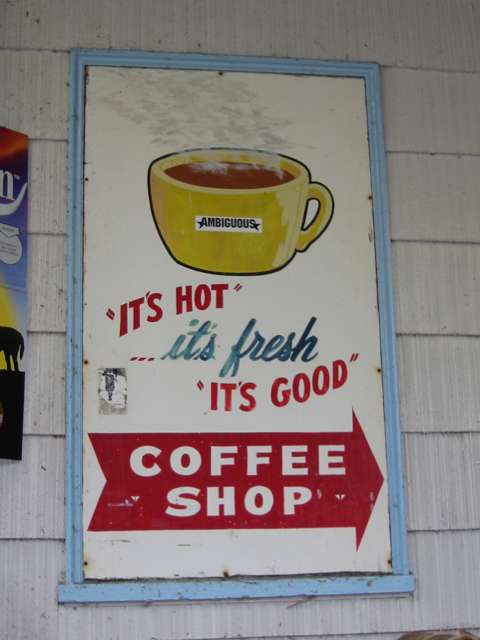 ★AMBIGUOUS★
"IT'S HOT"
...it's fresh
"IT'S GOOD"
COFFEE
SHOP